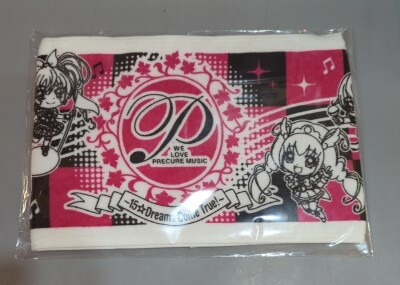 P
WE
LOVE
PRECURE MUSIC
~15☆Dreams Come True!~